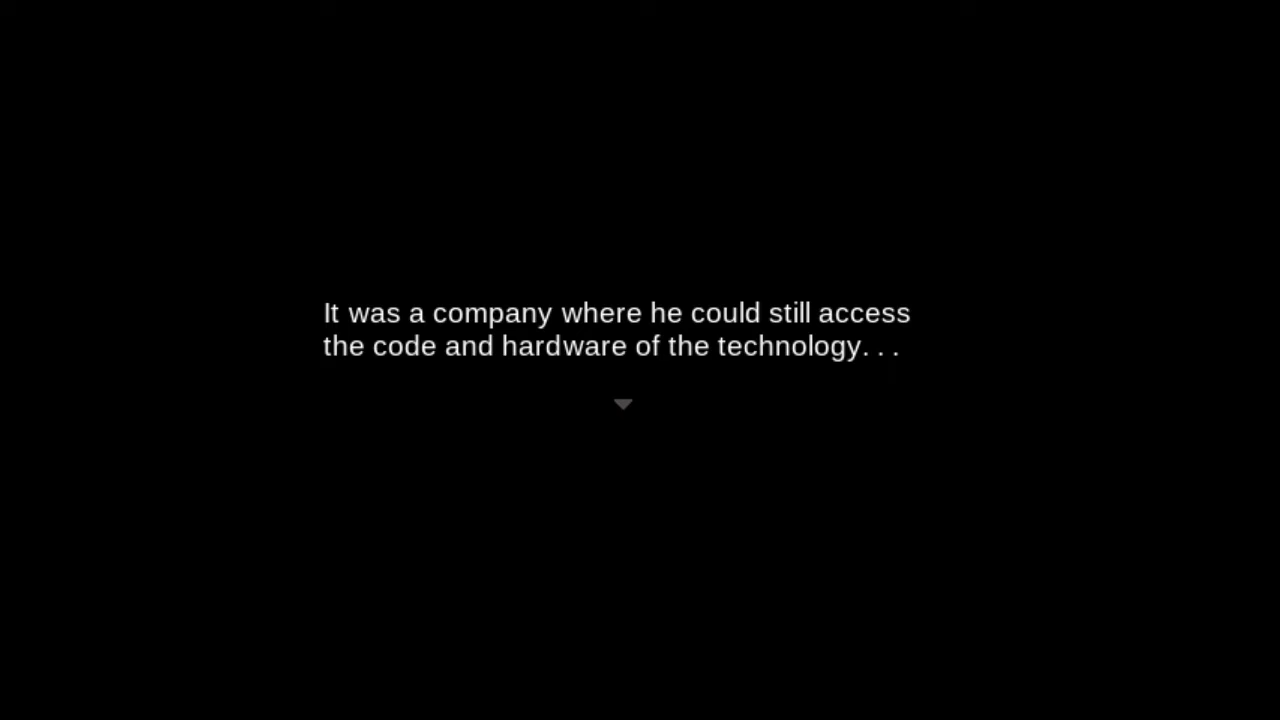 It was a company where he could still access
the code and hardware of the technology. . .